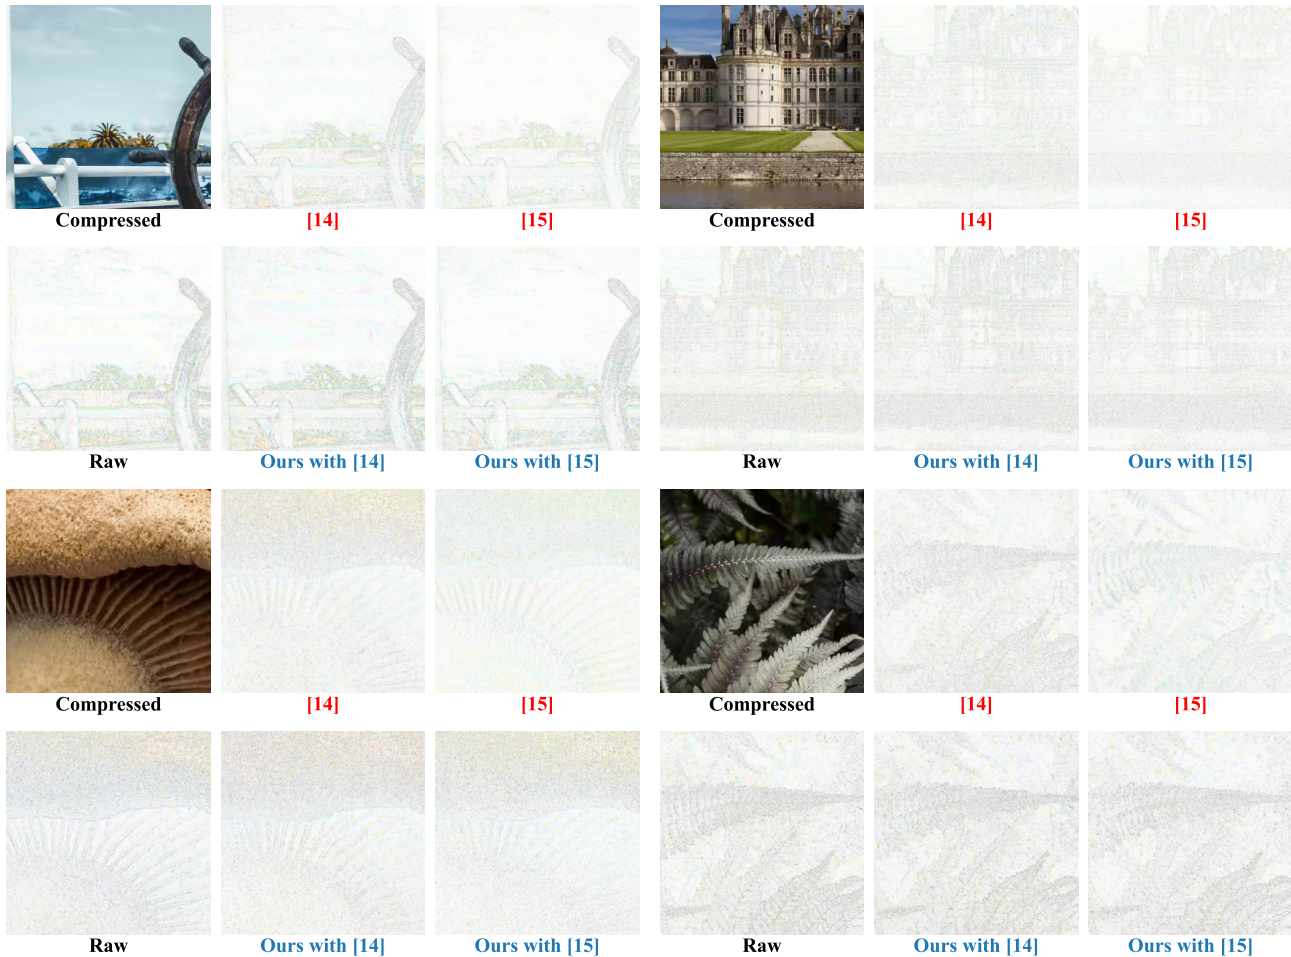 Compressed [14] [15] Compressed [14] [15]
Raw Ours with [14] Ours with [15] Raw Ours with [14] Ours with [15]
Compressed [14] [15] Compressed [14] [15]
Raw Ours with [14] Ours with [15] Raw Ours with [14] Ours with [15]